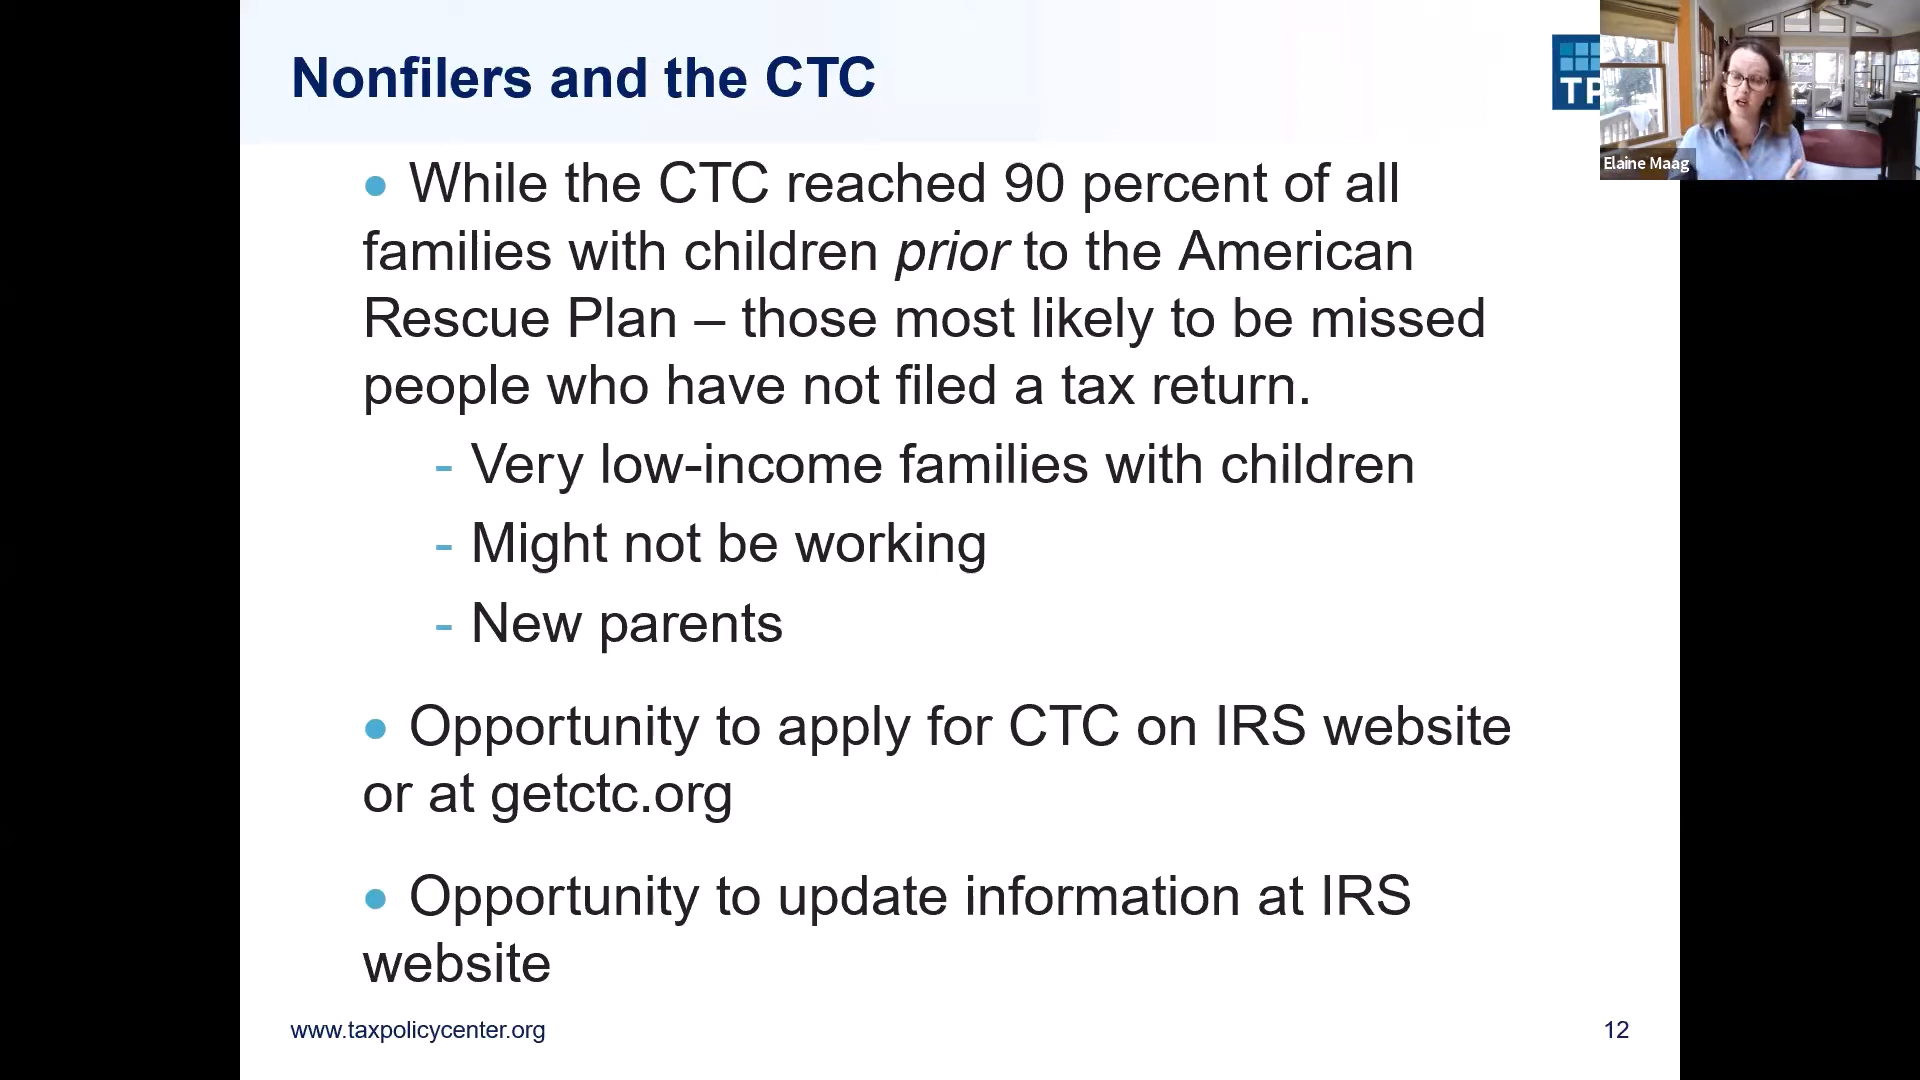 Nonfilers and the CTC
TP
Elaine Maag
• While the CTC reached 90 percent of all
families with children prior to the American
Rescue Plan – those most likely to be missed
people who have not filed a tax return.
- Very low-income families with children
- Might not be working
- New parents
• Opportunity to apply for CTC on IRS website
or at getctc.org
• Opportunity to update information at IRS
website
www.taxpolicycenter.org
12